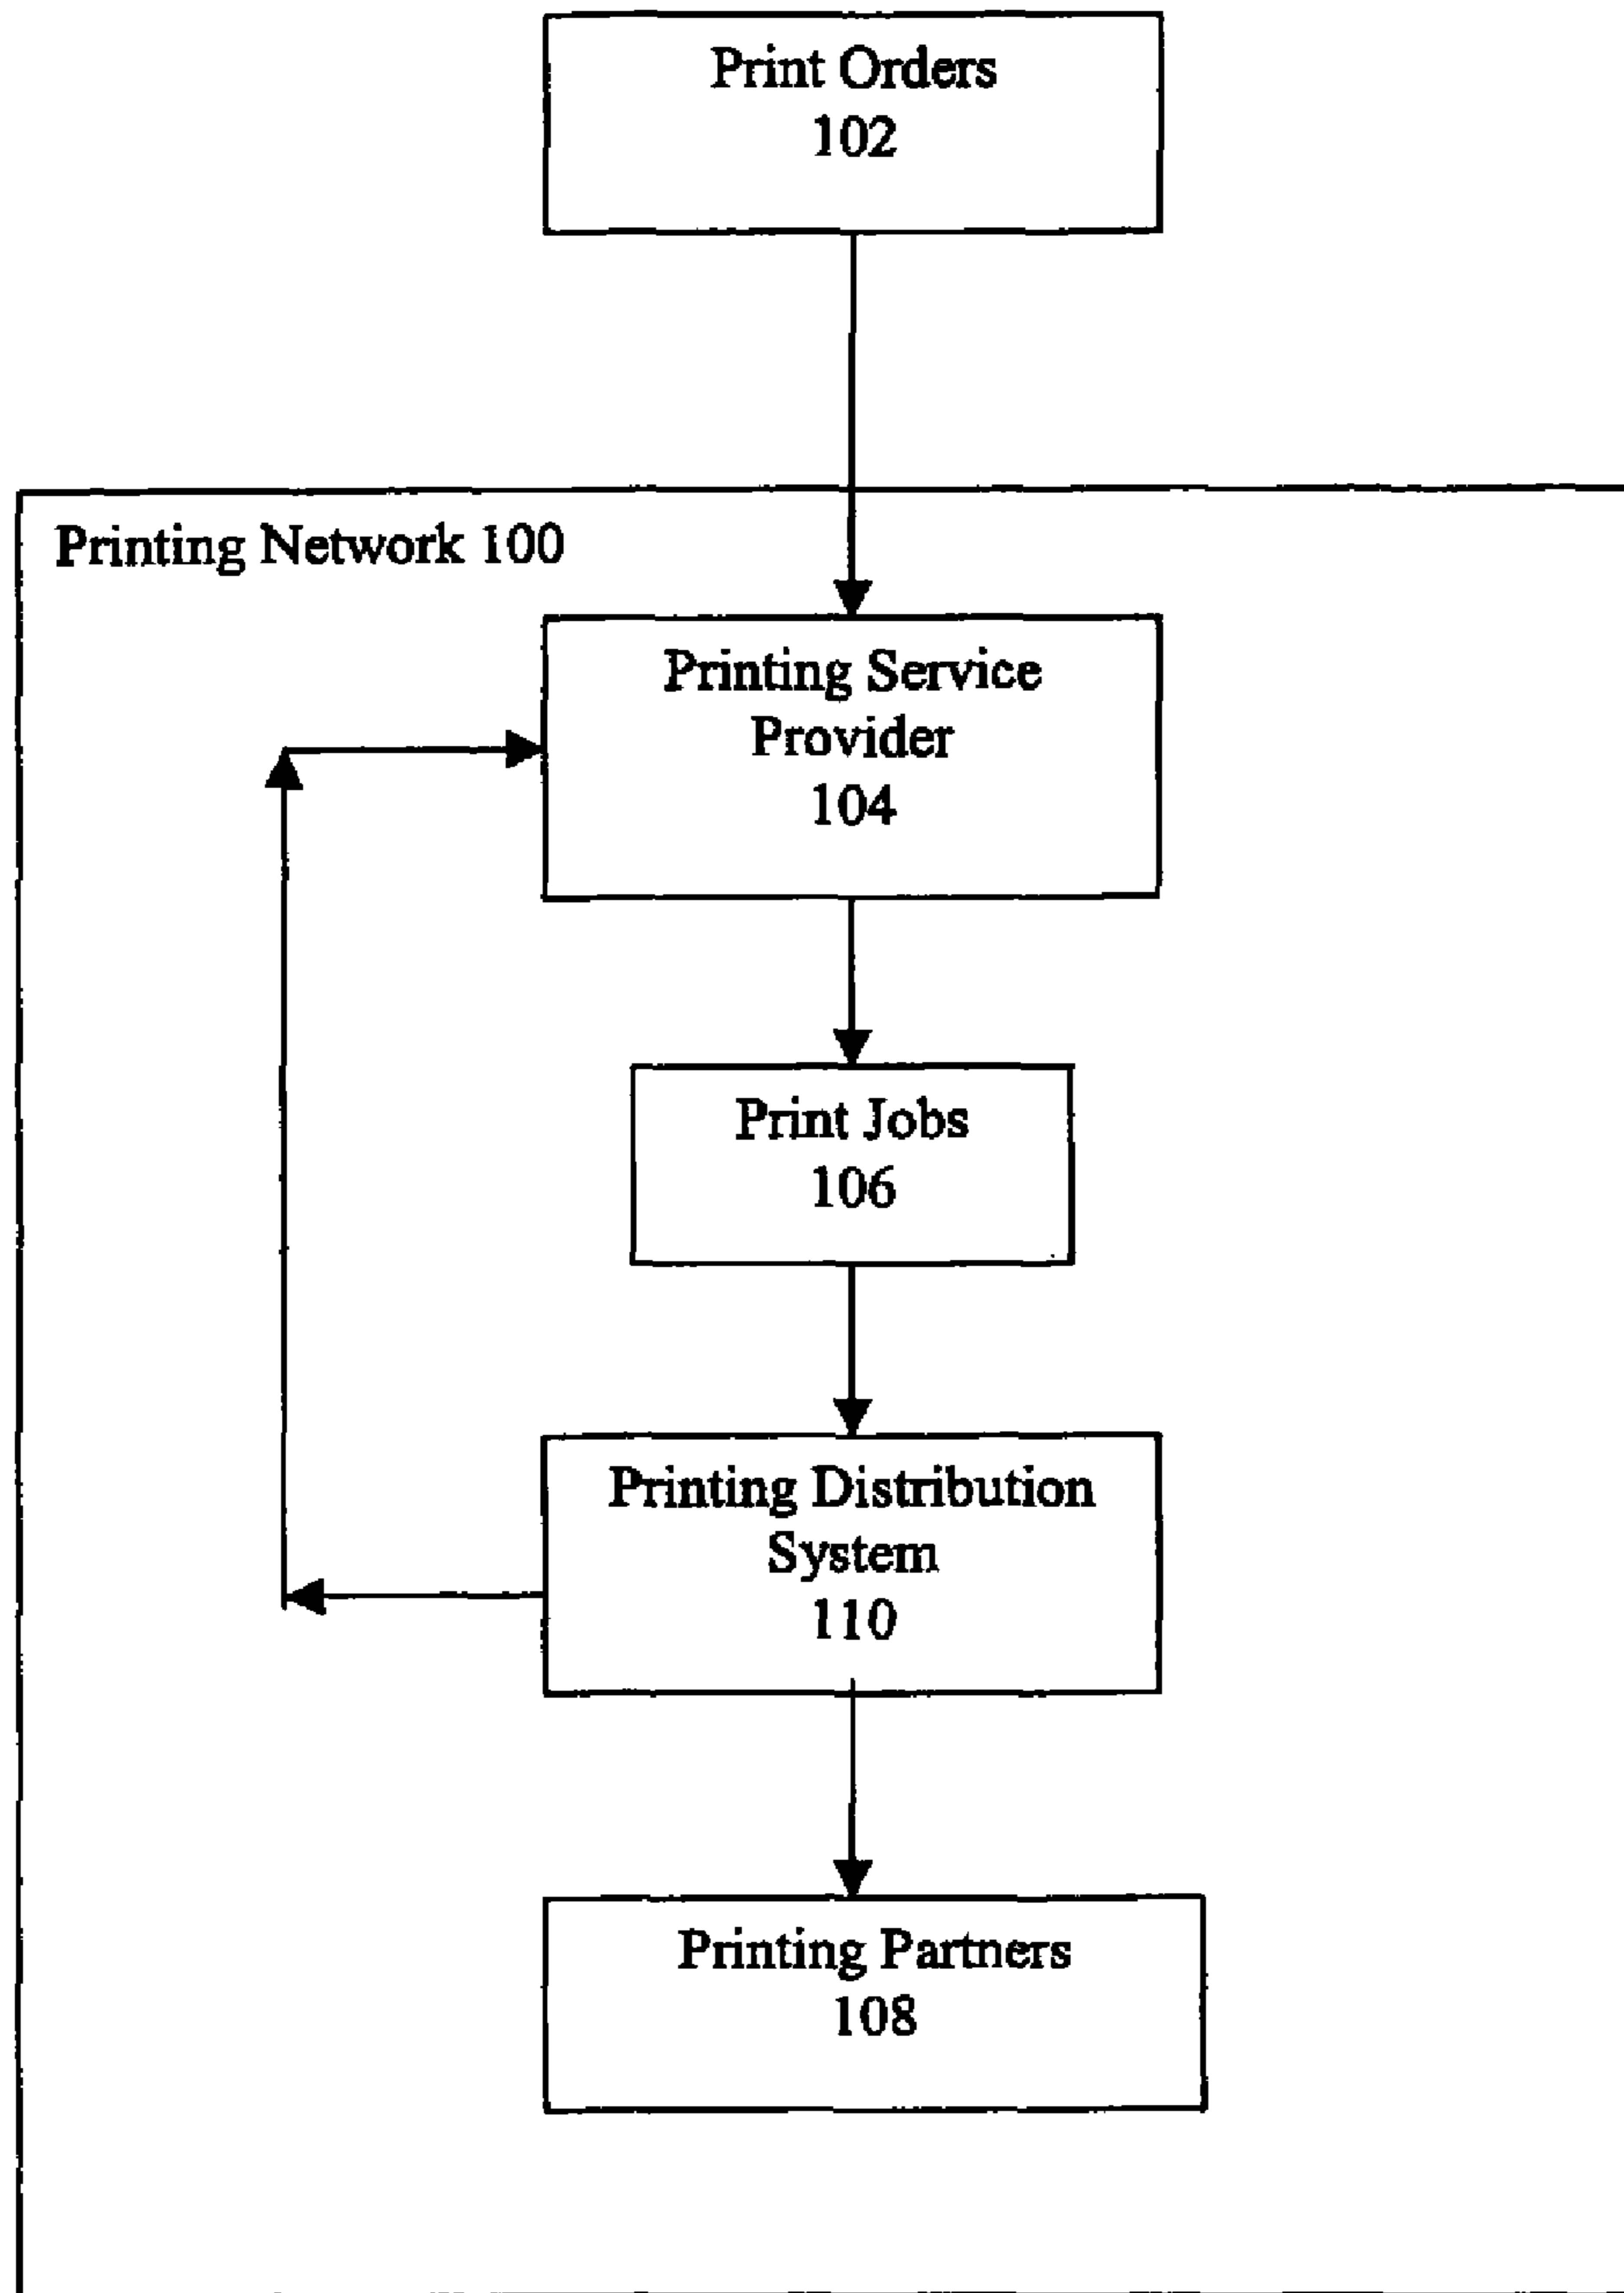 Print Orders
102
Printing Network 100
Printing Service
Provider
104
Print Jobs
106
Printing Distribution
System
110
Printing Partners
108